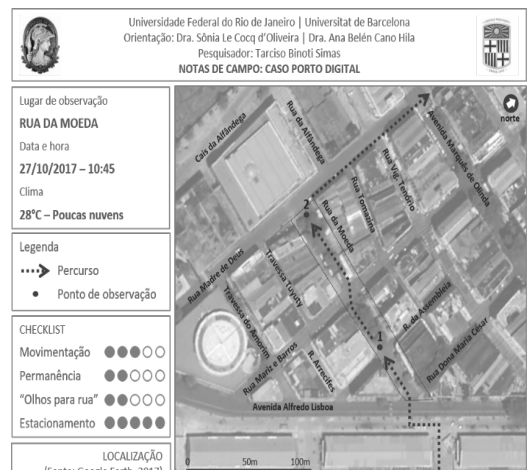 Universidade Federal do Rio de Janeiro | Universitat de Barcelona
Orientação: Dra. Sônia Le Cocq d'Oliveira | Dra. Ana Belén Cano Hila
Pesquisador: Tarciso Binoti Simas
NOTAS DE CAMPO: CASO PORTO DIGITAL
Lugar de observação
RUA DA MOEDA
Data e hora
27/10/2017 – 10:45
Clima
28°C – Poucas nuvens
Legenda
Percurso
Ponto de observação
CHECKLIST
Movimentação
Permanência
"Olhos para rua"
Estacionamento
LOCALIZAÇÃO
(Fonte: Google Earth, 2017)
norte
Cais da Alfândega
Rua da Alfândega
Avenida Marquês de Olinda
Rua Vig. Tenório
Rua Tomazina
2
Rua da Moeda
Rua Madre de Deus
Travessa Tuyuty
Travessa do Amorim
R. da Assembleia
1
Rua Dona Maria César
Rua Mariz e Barros
R. Arrecifes
Avenida Alfredo Lisboa
0 50m 100m